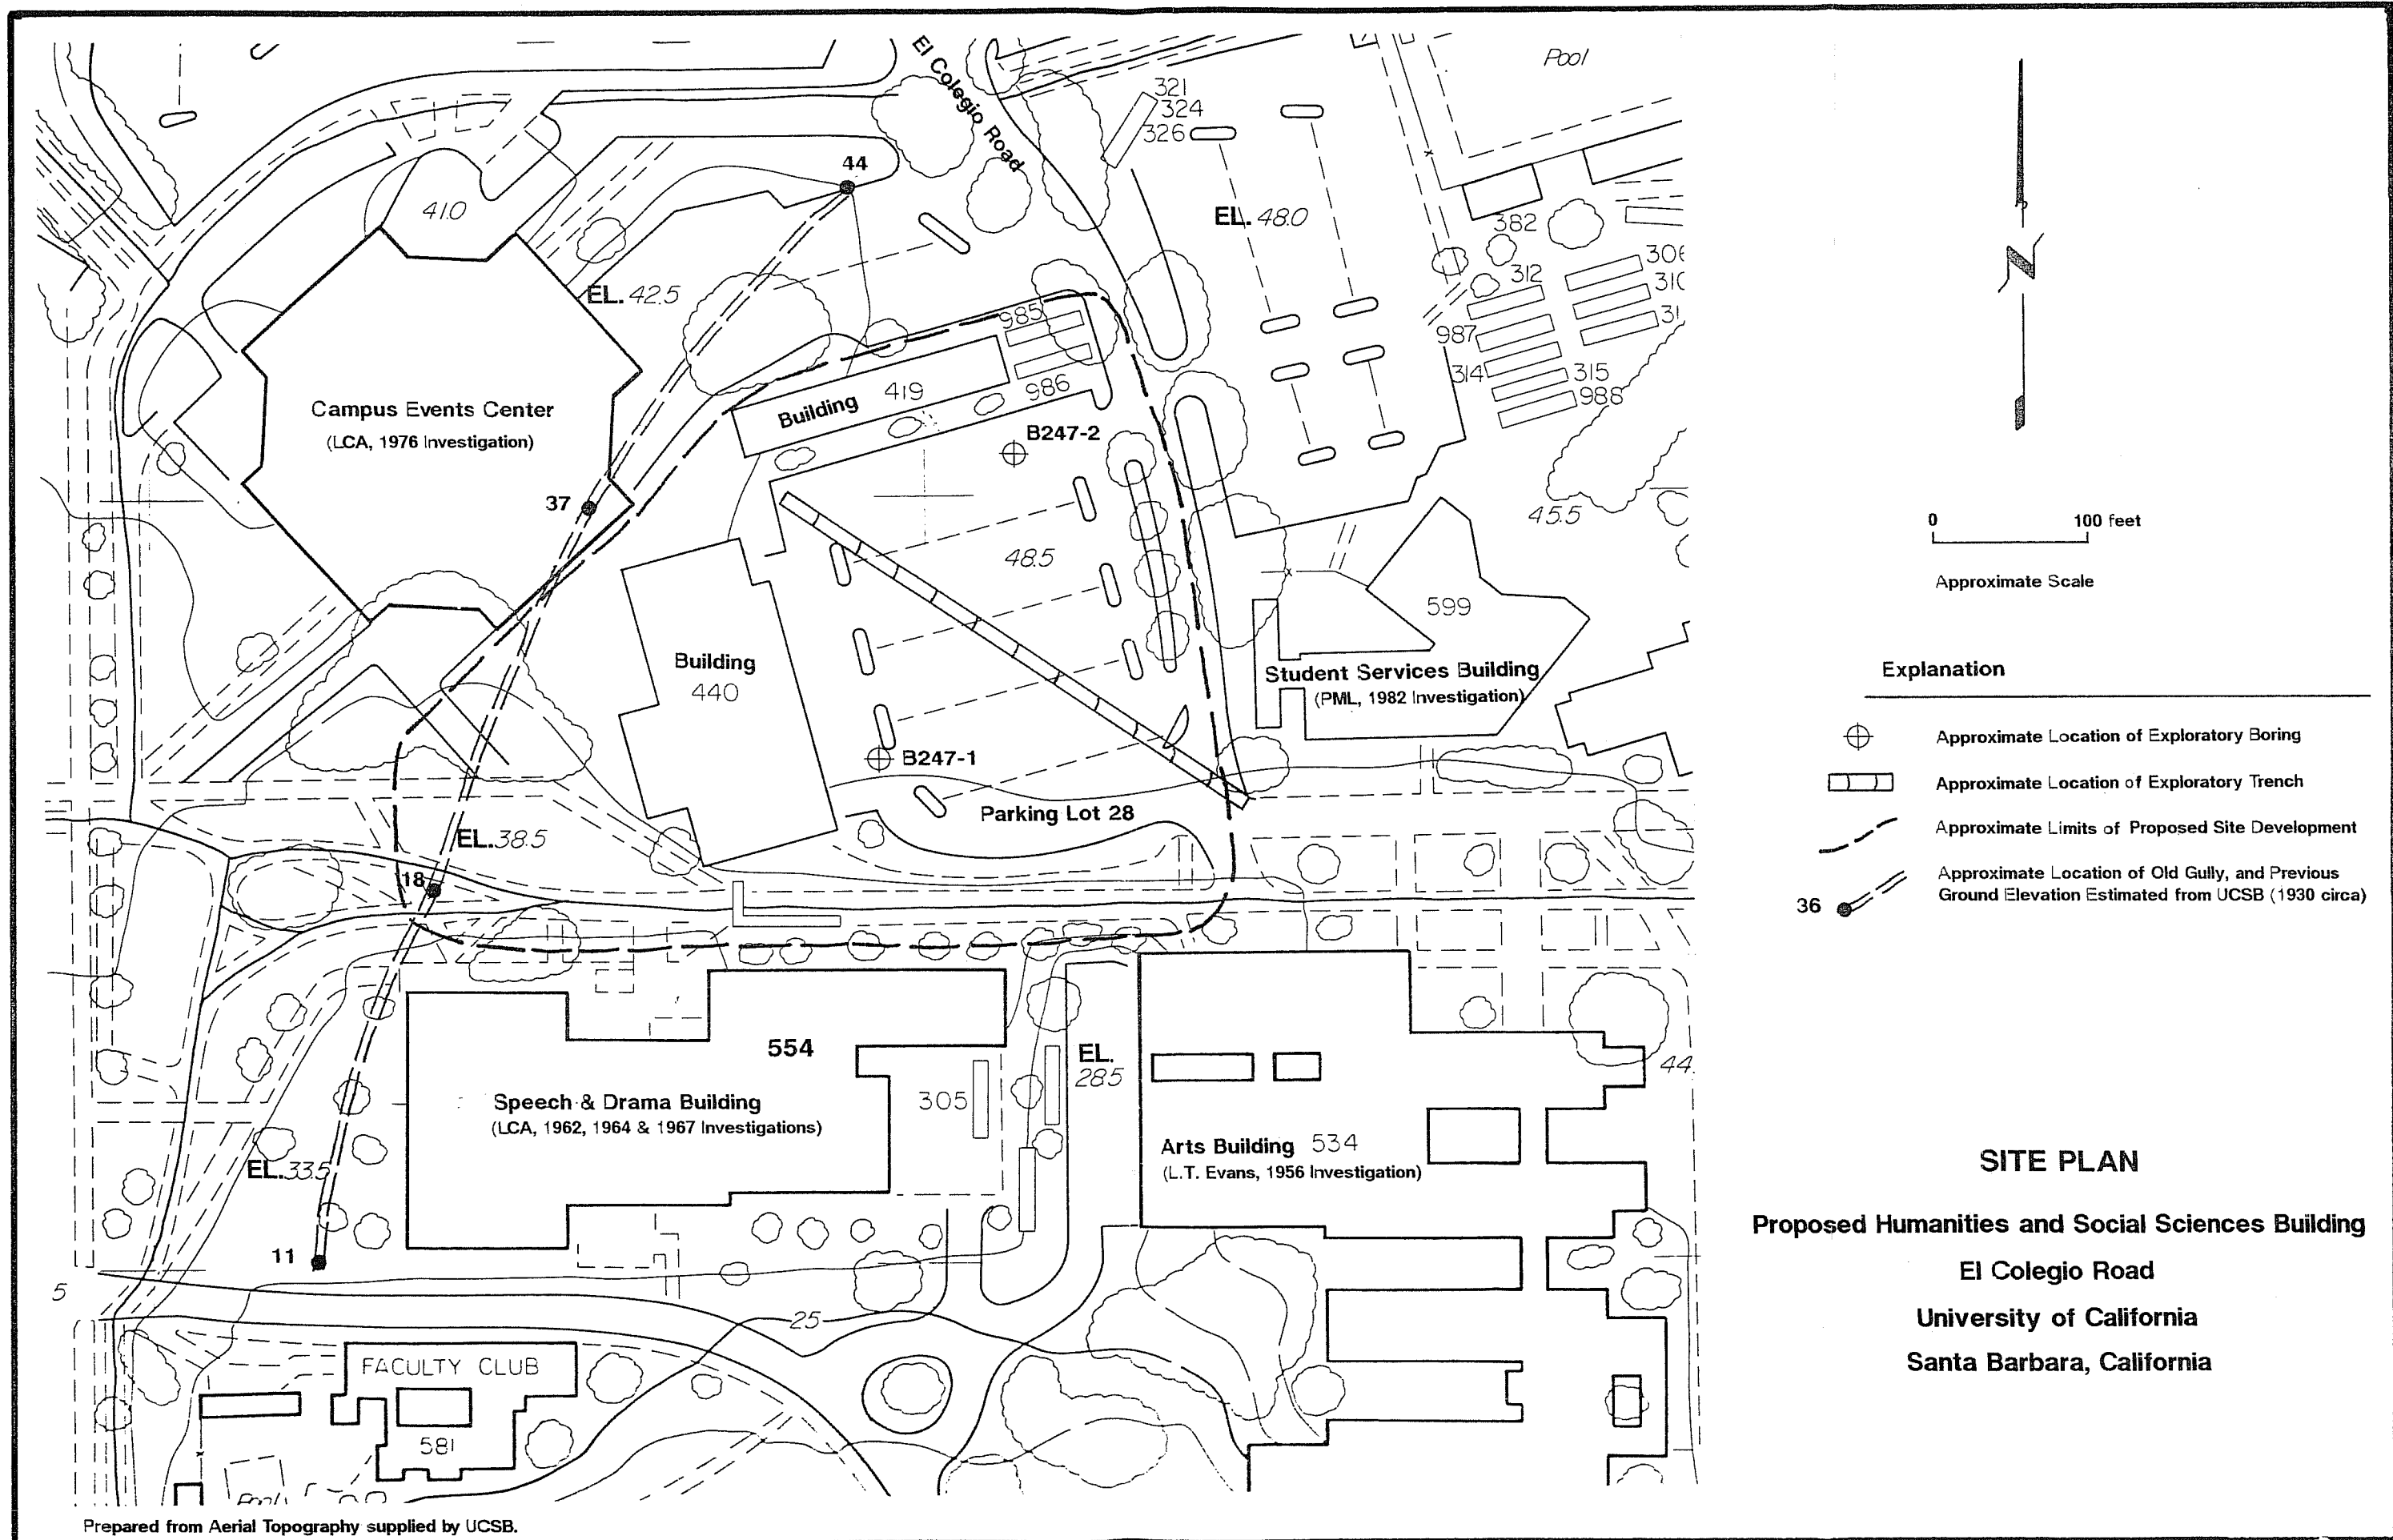 El Colegio Road
Pool
321
324
326
44
410
EL. 48.0
382
306
310
31
312
EL. 42.5
985
987
314
315
988
Campus Events Center
(LCA, 1976 Investigation)
Building 419
986
B247-2
37
48.5
45.5
599
Building
440
Student Services Building
(PML, 1982 Investigation)
B247-1
Parking Lot 28
EL. 38.5
18
554
Speech & Drama Building
(LCA, 1962, 1964 & 1967 Investigations)
305
EL.
28.5
44.
Arts Building 534
(L.T. Evans, 1956 Investigation)
EL. 33.5
11
5
25
FACULTY CLUB
581
Prepared from Aerial Topography supplied by UCSB.
N
0 100 feet
Approximate Scale
Explanation
Approximate Location of Exploratory Boring
Approximate Location of Exploratory Trench
Approximate Limits of Proposed Site Development
36 Approximate Location of Old Gully, and Previous
Ground Elevation Estimated from UCSB (1930 circa)
SITE PLAN
Proposed Humanities and Social Sciences Building
El Colegio Road
University of California
Santa Barbara, California